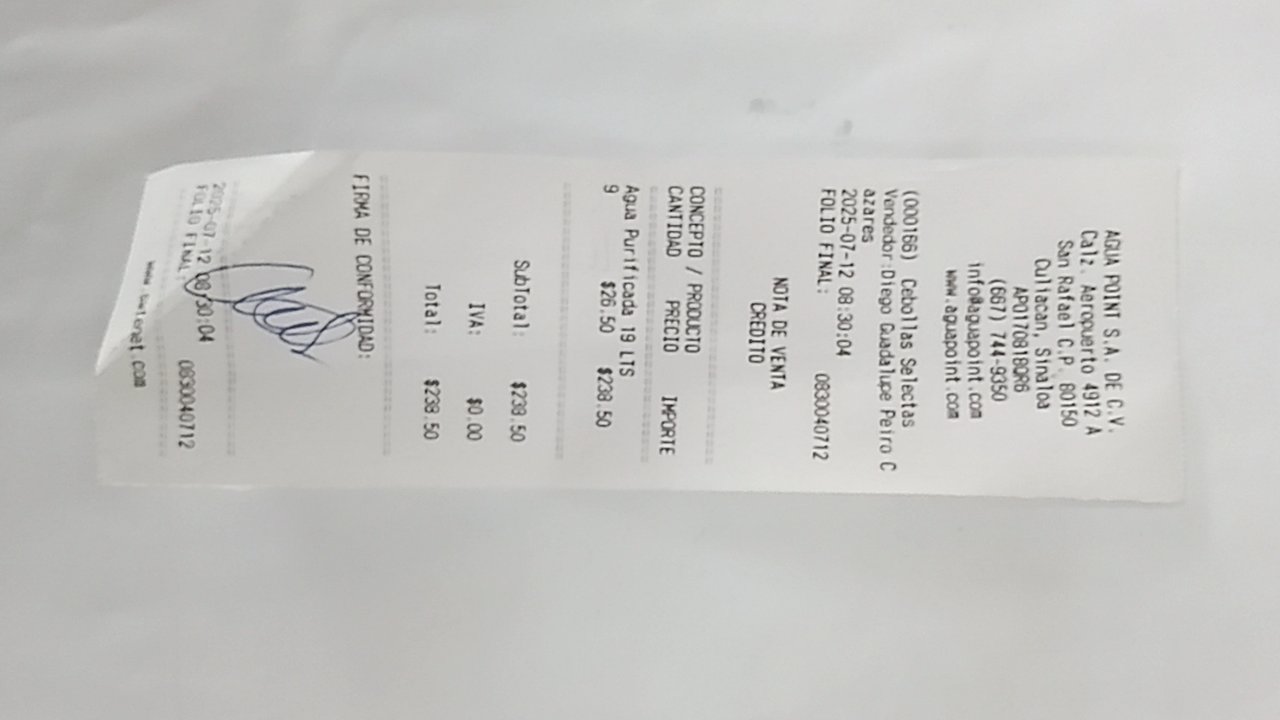 AGUA POINT S.A. DE C.V.
Calz. Aeropuerto 4912 A
San Rafael C.P. 80150
Culiacan, Sinaloa
APO170818QR6
(667) 744-9350
info@aguapoint.com
www.aguapoint.com
(000166) Cebollas Selectas
Vendedor:Diego Guadalupe Peiro C
azares
2025-07-12 08:30:04
FOLIO FINAL: 0830040712
NOTA DE VENTA
CREDITO
CONCEPTO / PRODUCTO
CANTIDAD PRECIO IMPORTE
Agua Purificada 19 LTS
9 $26.50 $238.50
SubTotal: $238.50
IVA: $0.00
Total: $238.50
FIRMA DE CONFORMIDAD:
2025-07-12 08:30:04
FOLIO FINAL 0830040712